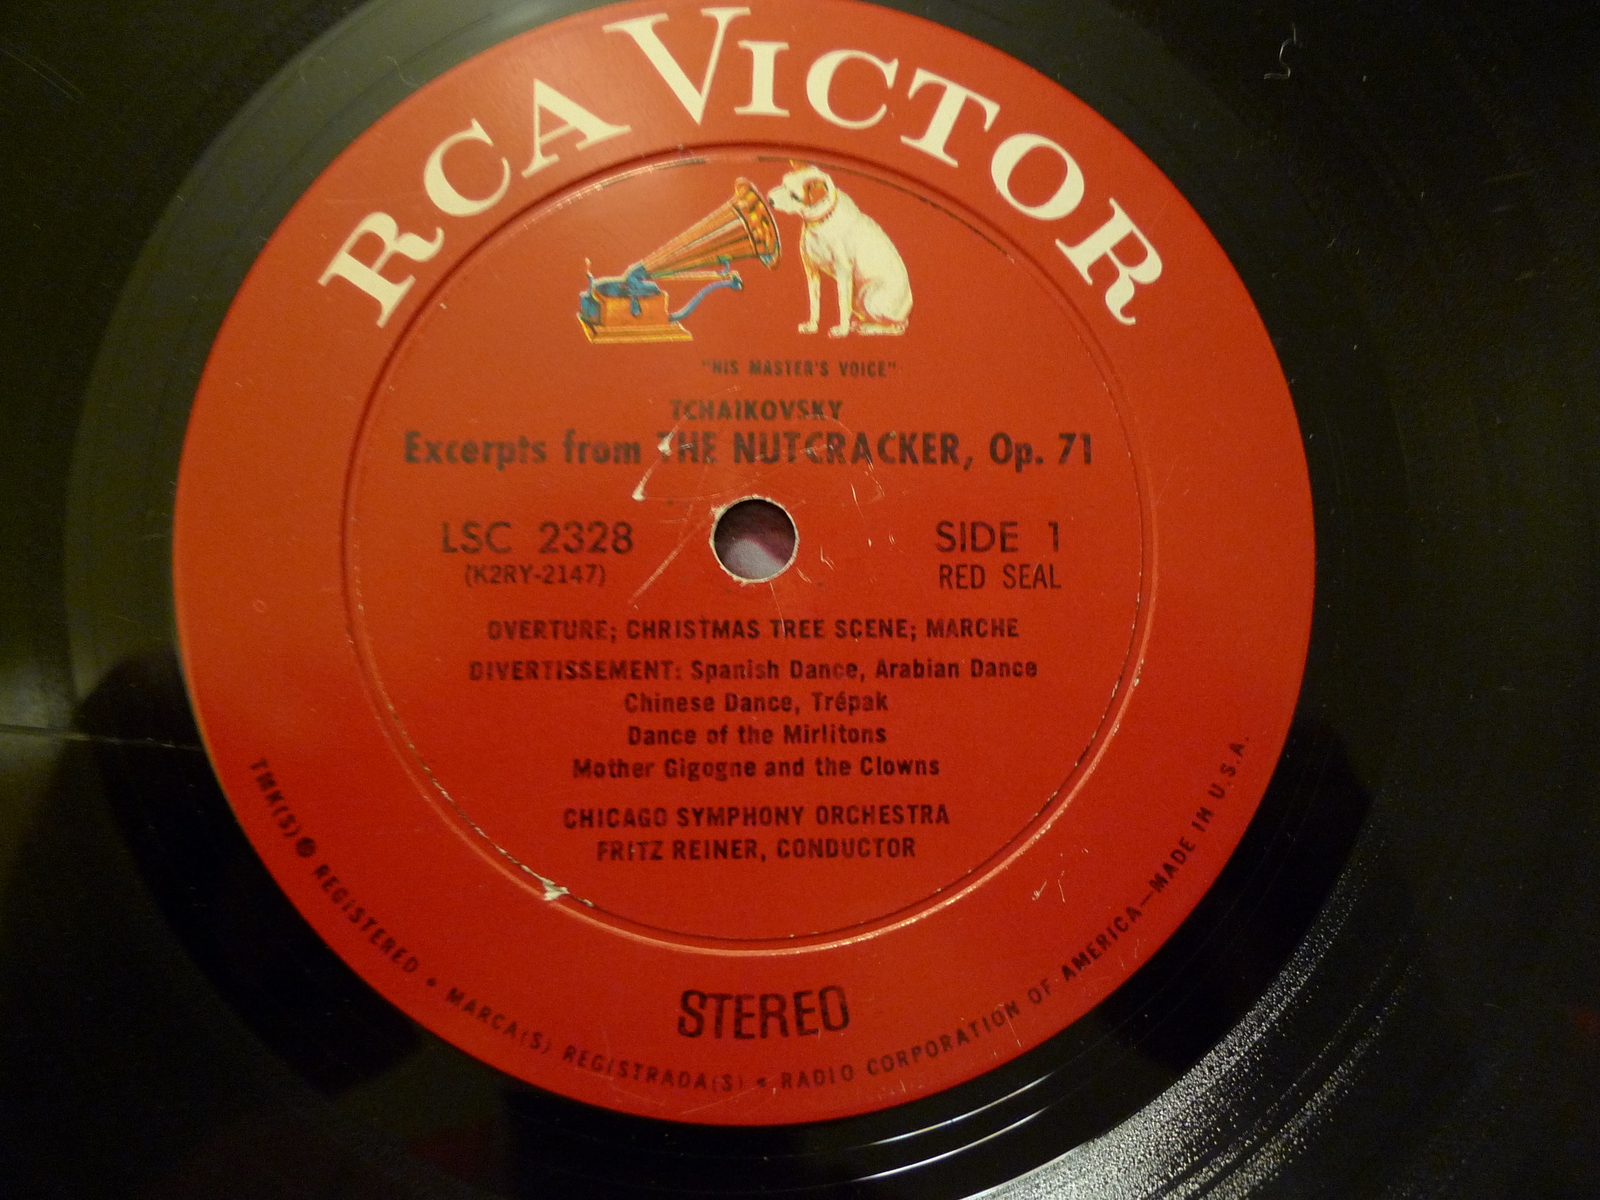 RCA VICTOR
"HIS MASTER'S VOICE"
TCHAIKOVSKY
Excerpts from THE NUTCRACKER, Op. 71
LSC 2328
(K2RY-2147)
SIDE 1
RED SEAL
OVERTURE; CHRISTMAS TREE SCENE; MARCHE
DIVERTISSEMENT: Spanish Dance, Arabian Dance
Chinese Dance, Trépak
Dance of the Mirlitons
Mother Gigogne and the Clowns
CHICAGO SYMPHONY ORCHESTRA
FRITZ REINER, CONDUCTOR
STEREO
TMK(S) ® REGISTERED • MARCA(S) REGISTRADA(S) • RADIO CORPORATION OF AMERICA—MADE IN U.S.A.